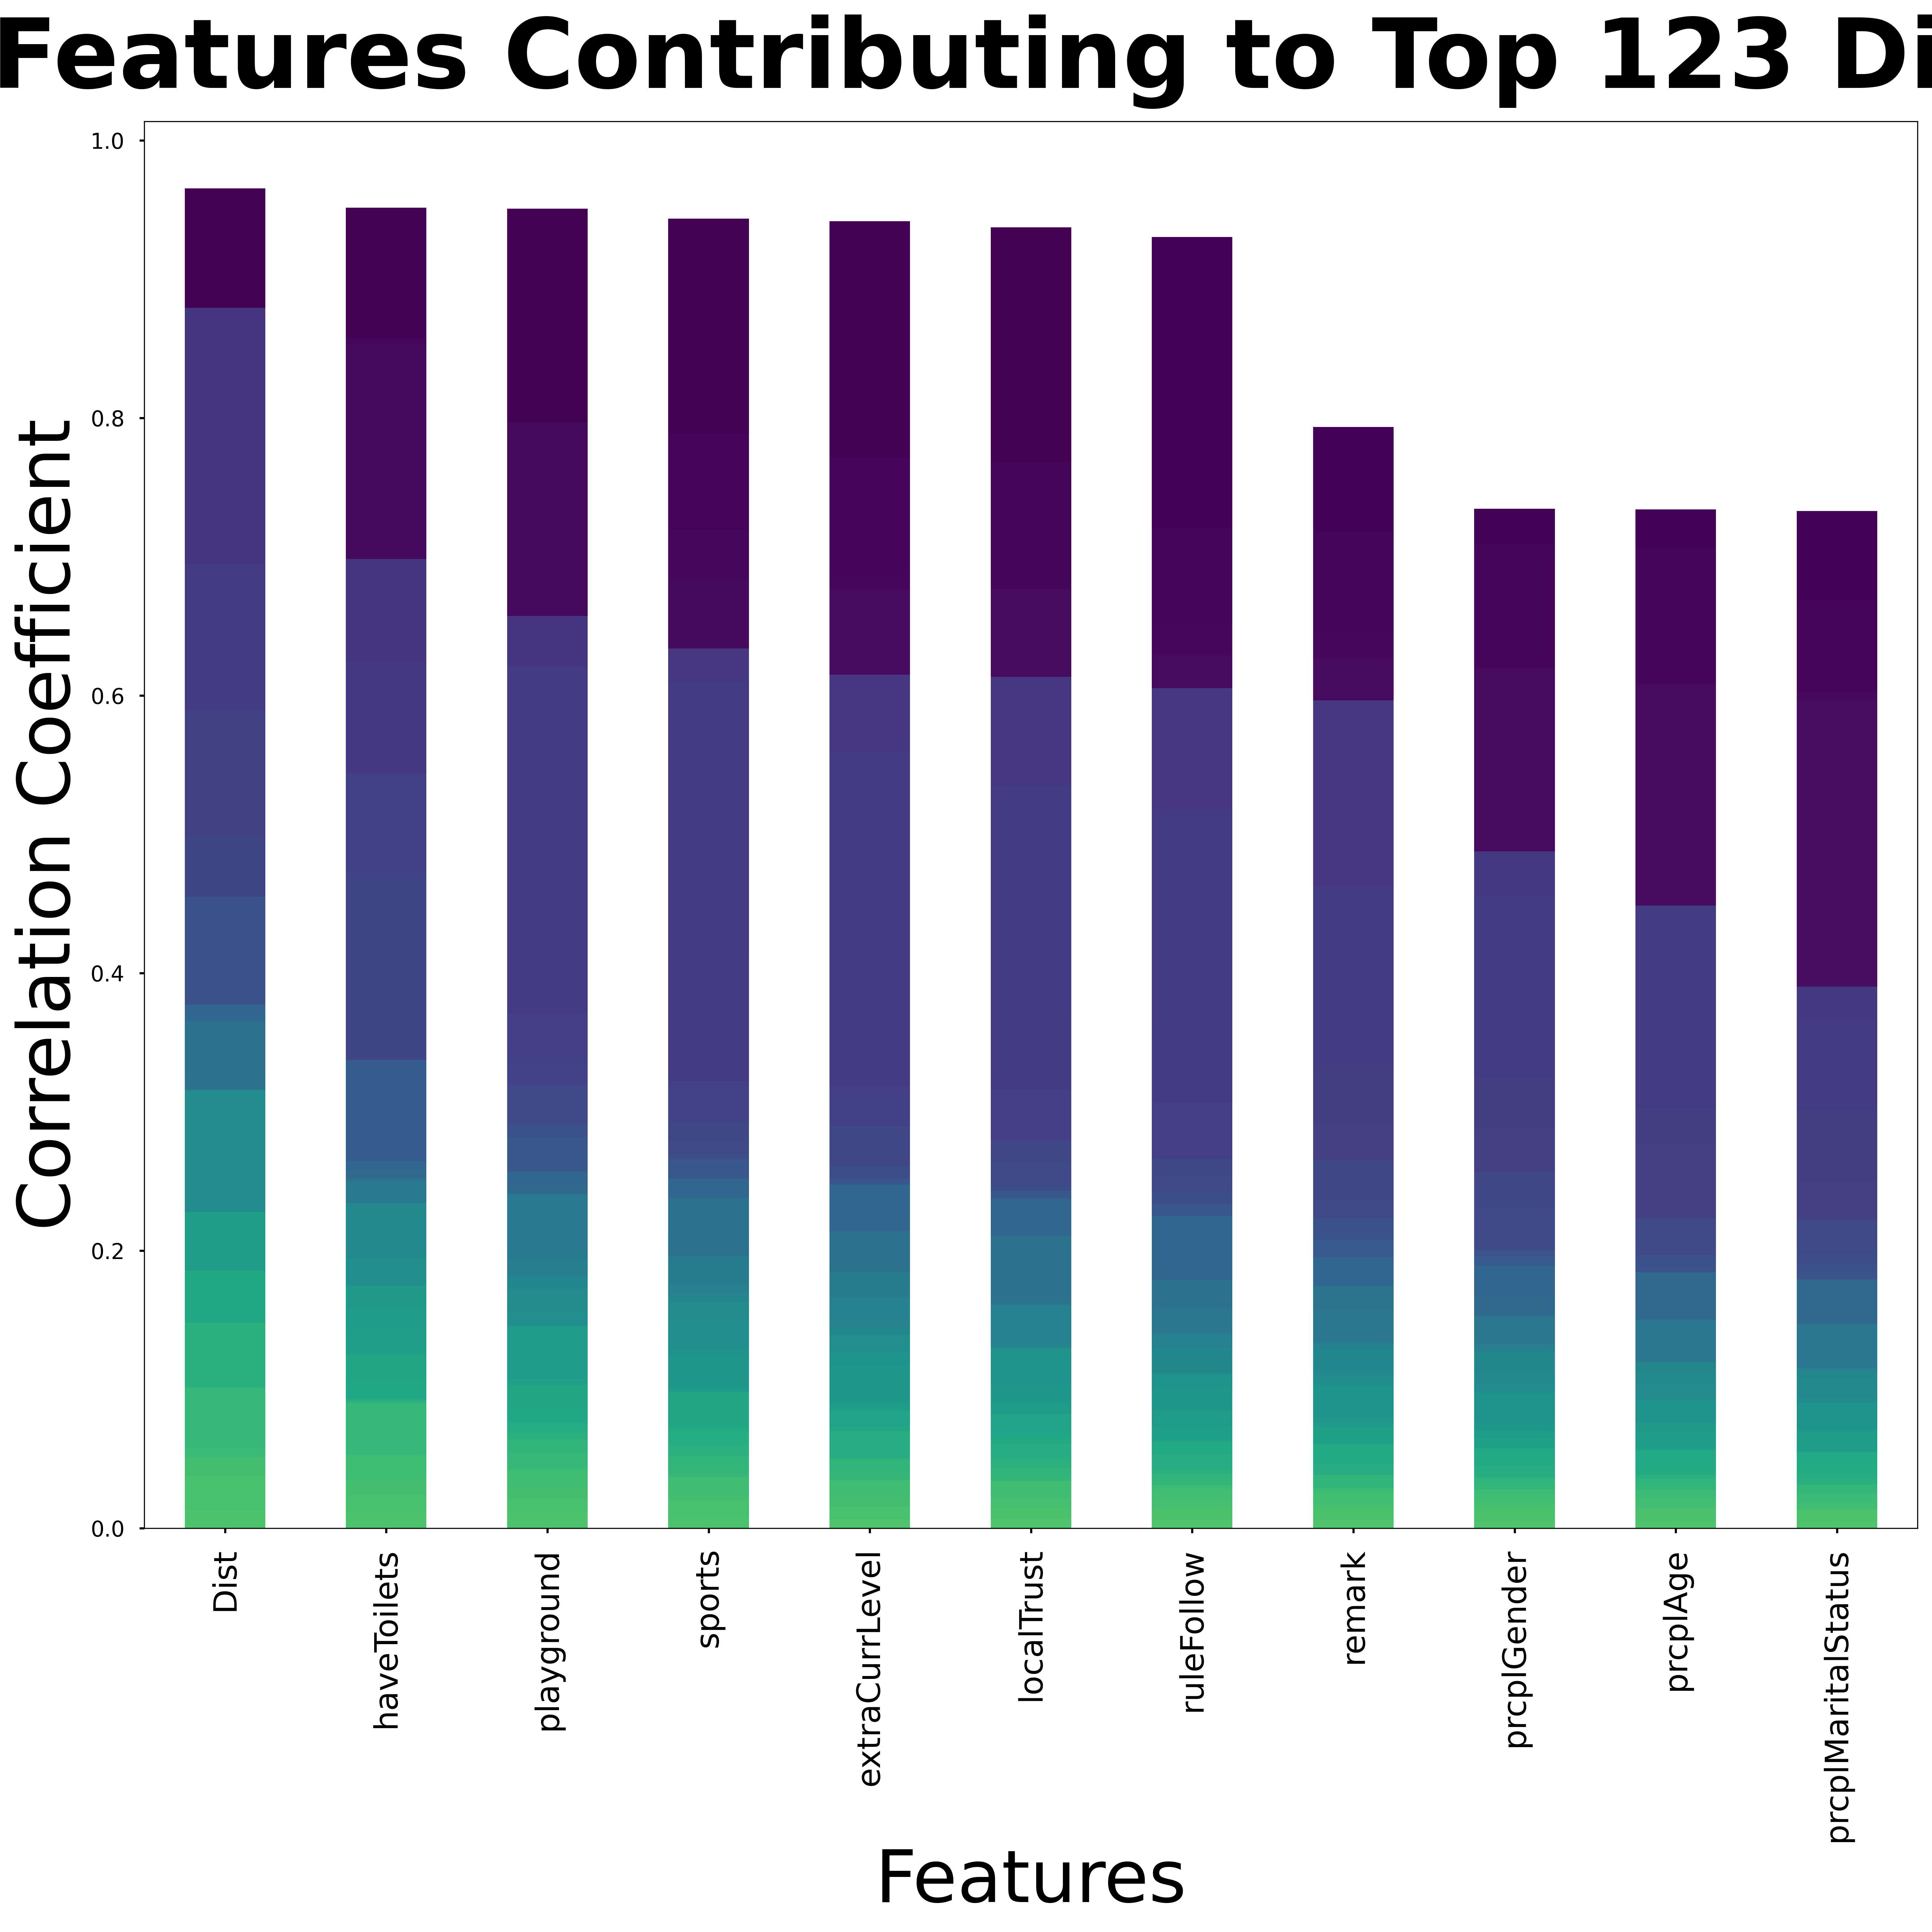 Features Contributing to Top 123 Di
Correlation Coefficient
1.0
0.8
0.6
0.4
0.2
0.0
Dist
haveToilets
playground
sports
extraCurrLevel
localTrust
ruleFollow
remark
prcplGender
prcplAge
prcplMaritalStatus
Features